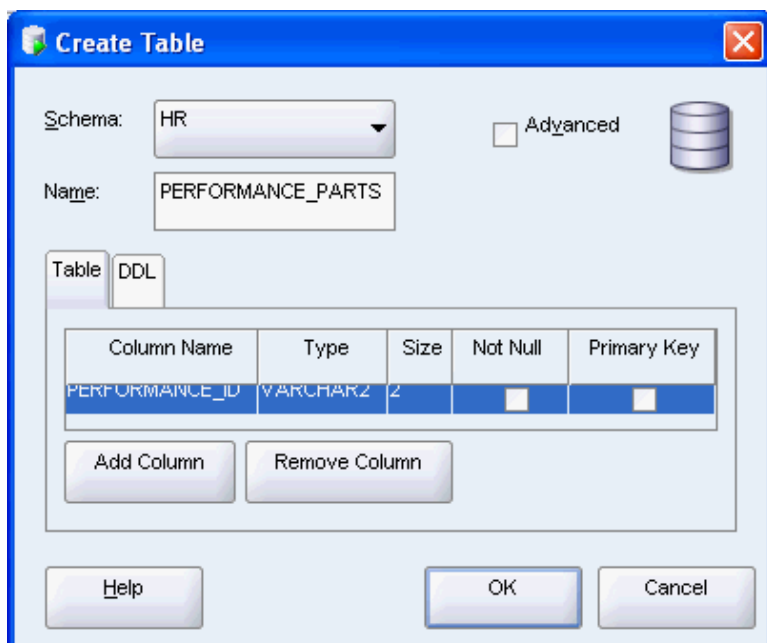 Create Table
Schema: HR Advanced
Name: PERFORMANCE_PARTS
Table DDL
Column Name Type Size Not Null Primary Key
PERFORMANCE_ID VARCHAR2 2
Add Column Remove Column
Help OK Cancel